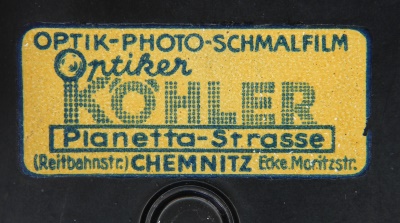 OPTIK-PHOTO-SCHMALFILM
Optiker
KÖHLER
Planetta-Strasse
(Reitbahnstr.) CHEMNITZ Ecke Moritzstr.